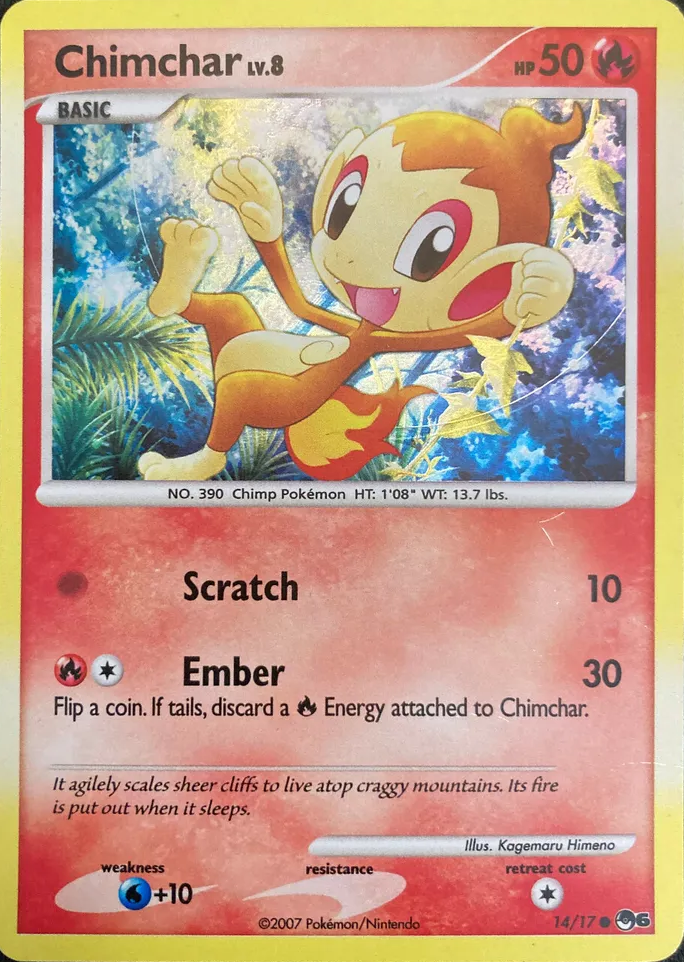 Chimchar LV.8
HP 50
BASIC
NO. 390 Chimp Pokémon HT: 1'08" WT: 13.7 lbs.
Scratch 10
Ember 30
Flip a coin. If tails, discard a Energy attached to Chimchar.
It agilely scales sheer cliffs to live atop craggy mountains. Its fire
is put out when it sleeps.
Illus. Kagemaru Himeno
weakness resistance retreat cost
+10
©2007 Pokémon/Nintendo 14/17 6